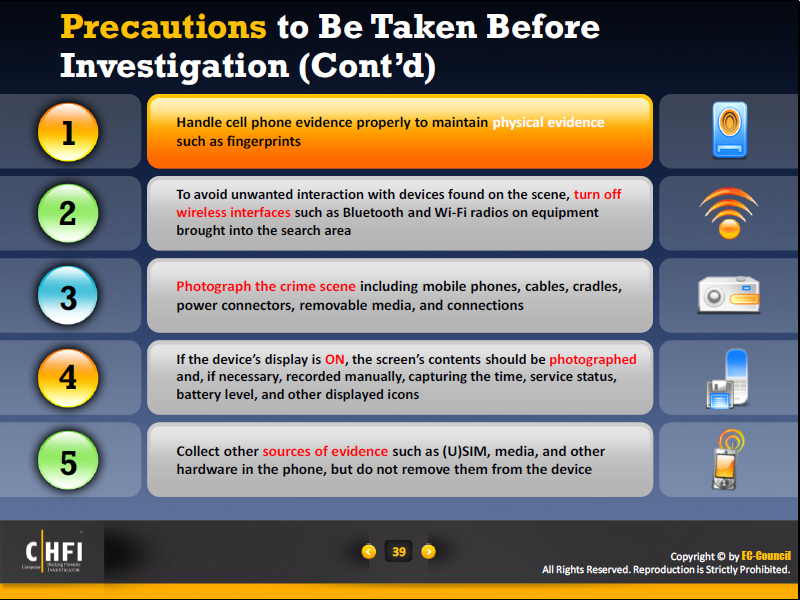 Precautions to Be Taken Before
Investigation (Cont’d)
1
Handle cell phone evidence properly to maintain physical evidence
such as fingerprints
2
To avoid unwanted interaction with devices found on the scene, turn off
wireless interfaces such as Bluetooth and Wi-Fi radios on equipment
brought into the search area
3
Photograph the crime scene including mobile phones, cables, cradles,
power connectors, removable media, and connections
4
If the device’s display is ON, the screen’s contents should be photographed
and, if necessary, recorded manually, capturing the time, service status,
battery level, and other displayed icons
5
Collect other sources of evidence such as (U)SIM, media, and other
hardware in the phone, but do not remove them from the device
CHFI
Computer Hacking Forensic
INVESTIGATOR
39
Copyright © by EC-Council
All Rights Reserved. Reproduction is Strictly Prohibited.